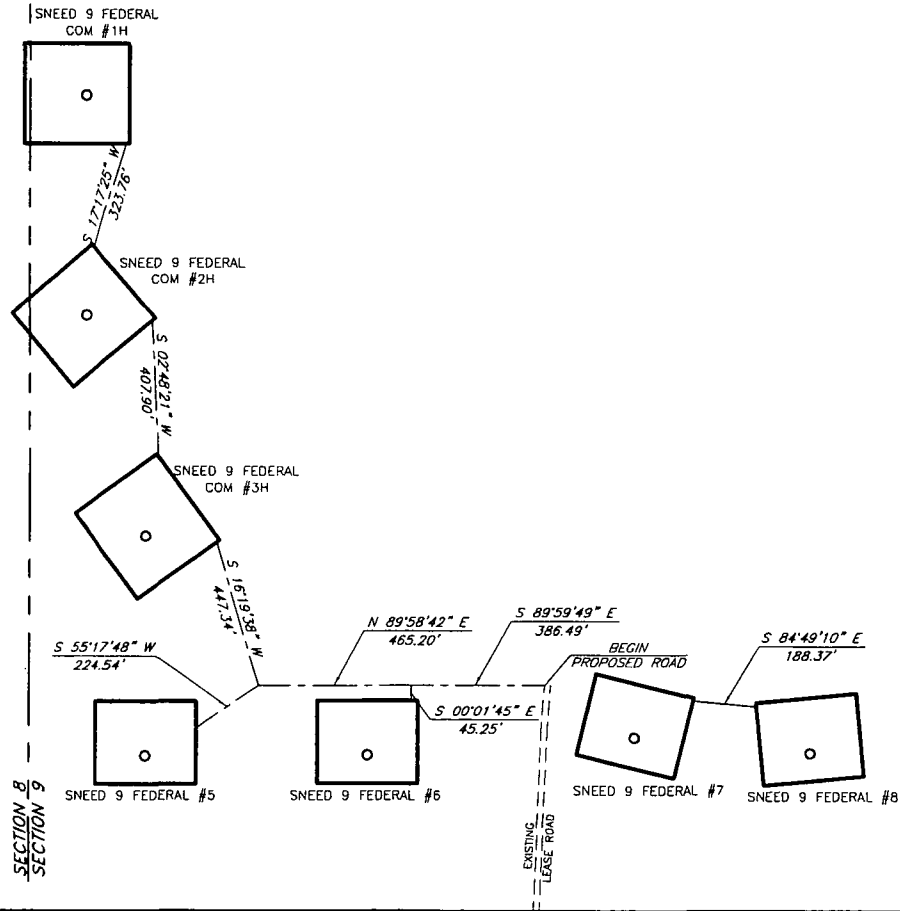 SNEED 9 FEDERAL
COM #1H
S 17°17'25" W
323.76'
SNEED 9 FEDERAL
COM #2H
S 02°48'21" W
407.90'
SNEED 9 FEDERAL
COM #3H
S 16°19'38" W
447.34'
N 89°58'42" E
465.20'
S 89°59'49" E
386.49'
BEGIN
PROPOSED ROAD
S 84°49'10" E
188.37'
S 55°17'48" W
224.54'
S 00°01'45" E
45.25'
SNEED 9 FEDERAL #5
SNEED 9 FEDERAL #6
SNEED 9 FEDERAL #7
SNEED 9 FEDERAL #8
SECTION 8
SECTION 9
EXISTING
LEASE ROAD